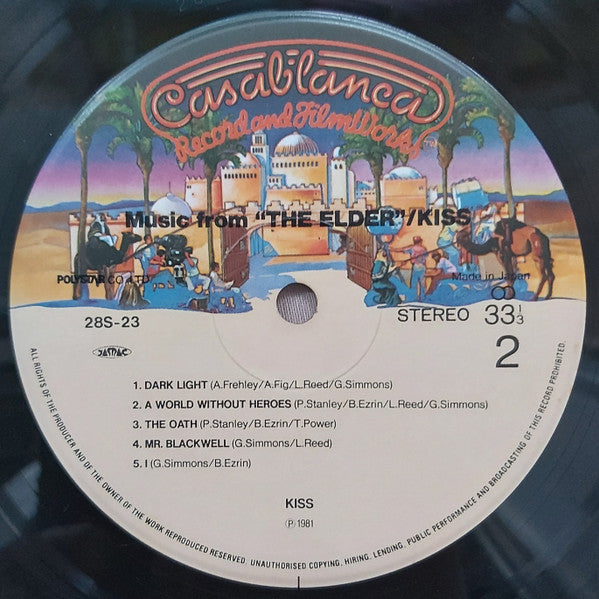 Casablanca
Record and FilmWorks
Music from "THE ELDER"/KISS
POLYSTAR CO., LTD.
Made in Japan
28S-23
STEREO 33 1/3
JASRAC
2
1. DARK LIGHT (A.Frehley/A.Fig/L.Reed/G.Simmons)
2. A WORLD WITHOUT HEROES (P.Stanley/B.Ezrin/L.Reed/G.Simmons)
3. THE OATH (P.Stanley/B.Ezrin/T.Power)
4. MR. BLACKWELL (G.Simmons/L.Reed)
5. I (G.Simmons/B.Ezrin)
KISS
Ⓟ 1981
ALL RIGHTS OF THE PRODUCER AND OF THE OWNER OF THE WORK REPRODUCED RESERVED. UNAUTHORISED COPYING, HIRING, LENDING, PUBLIC PERFORMANCE AND BROADCASTING OF THIS RECORD PROHIBITED.